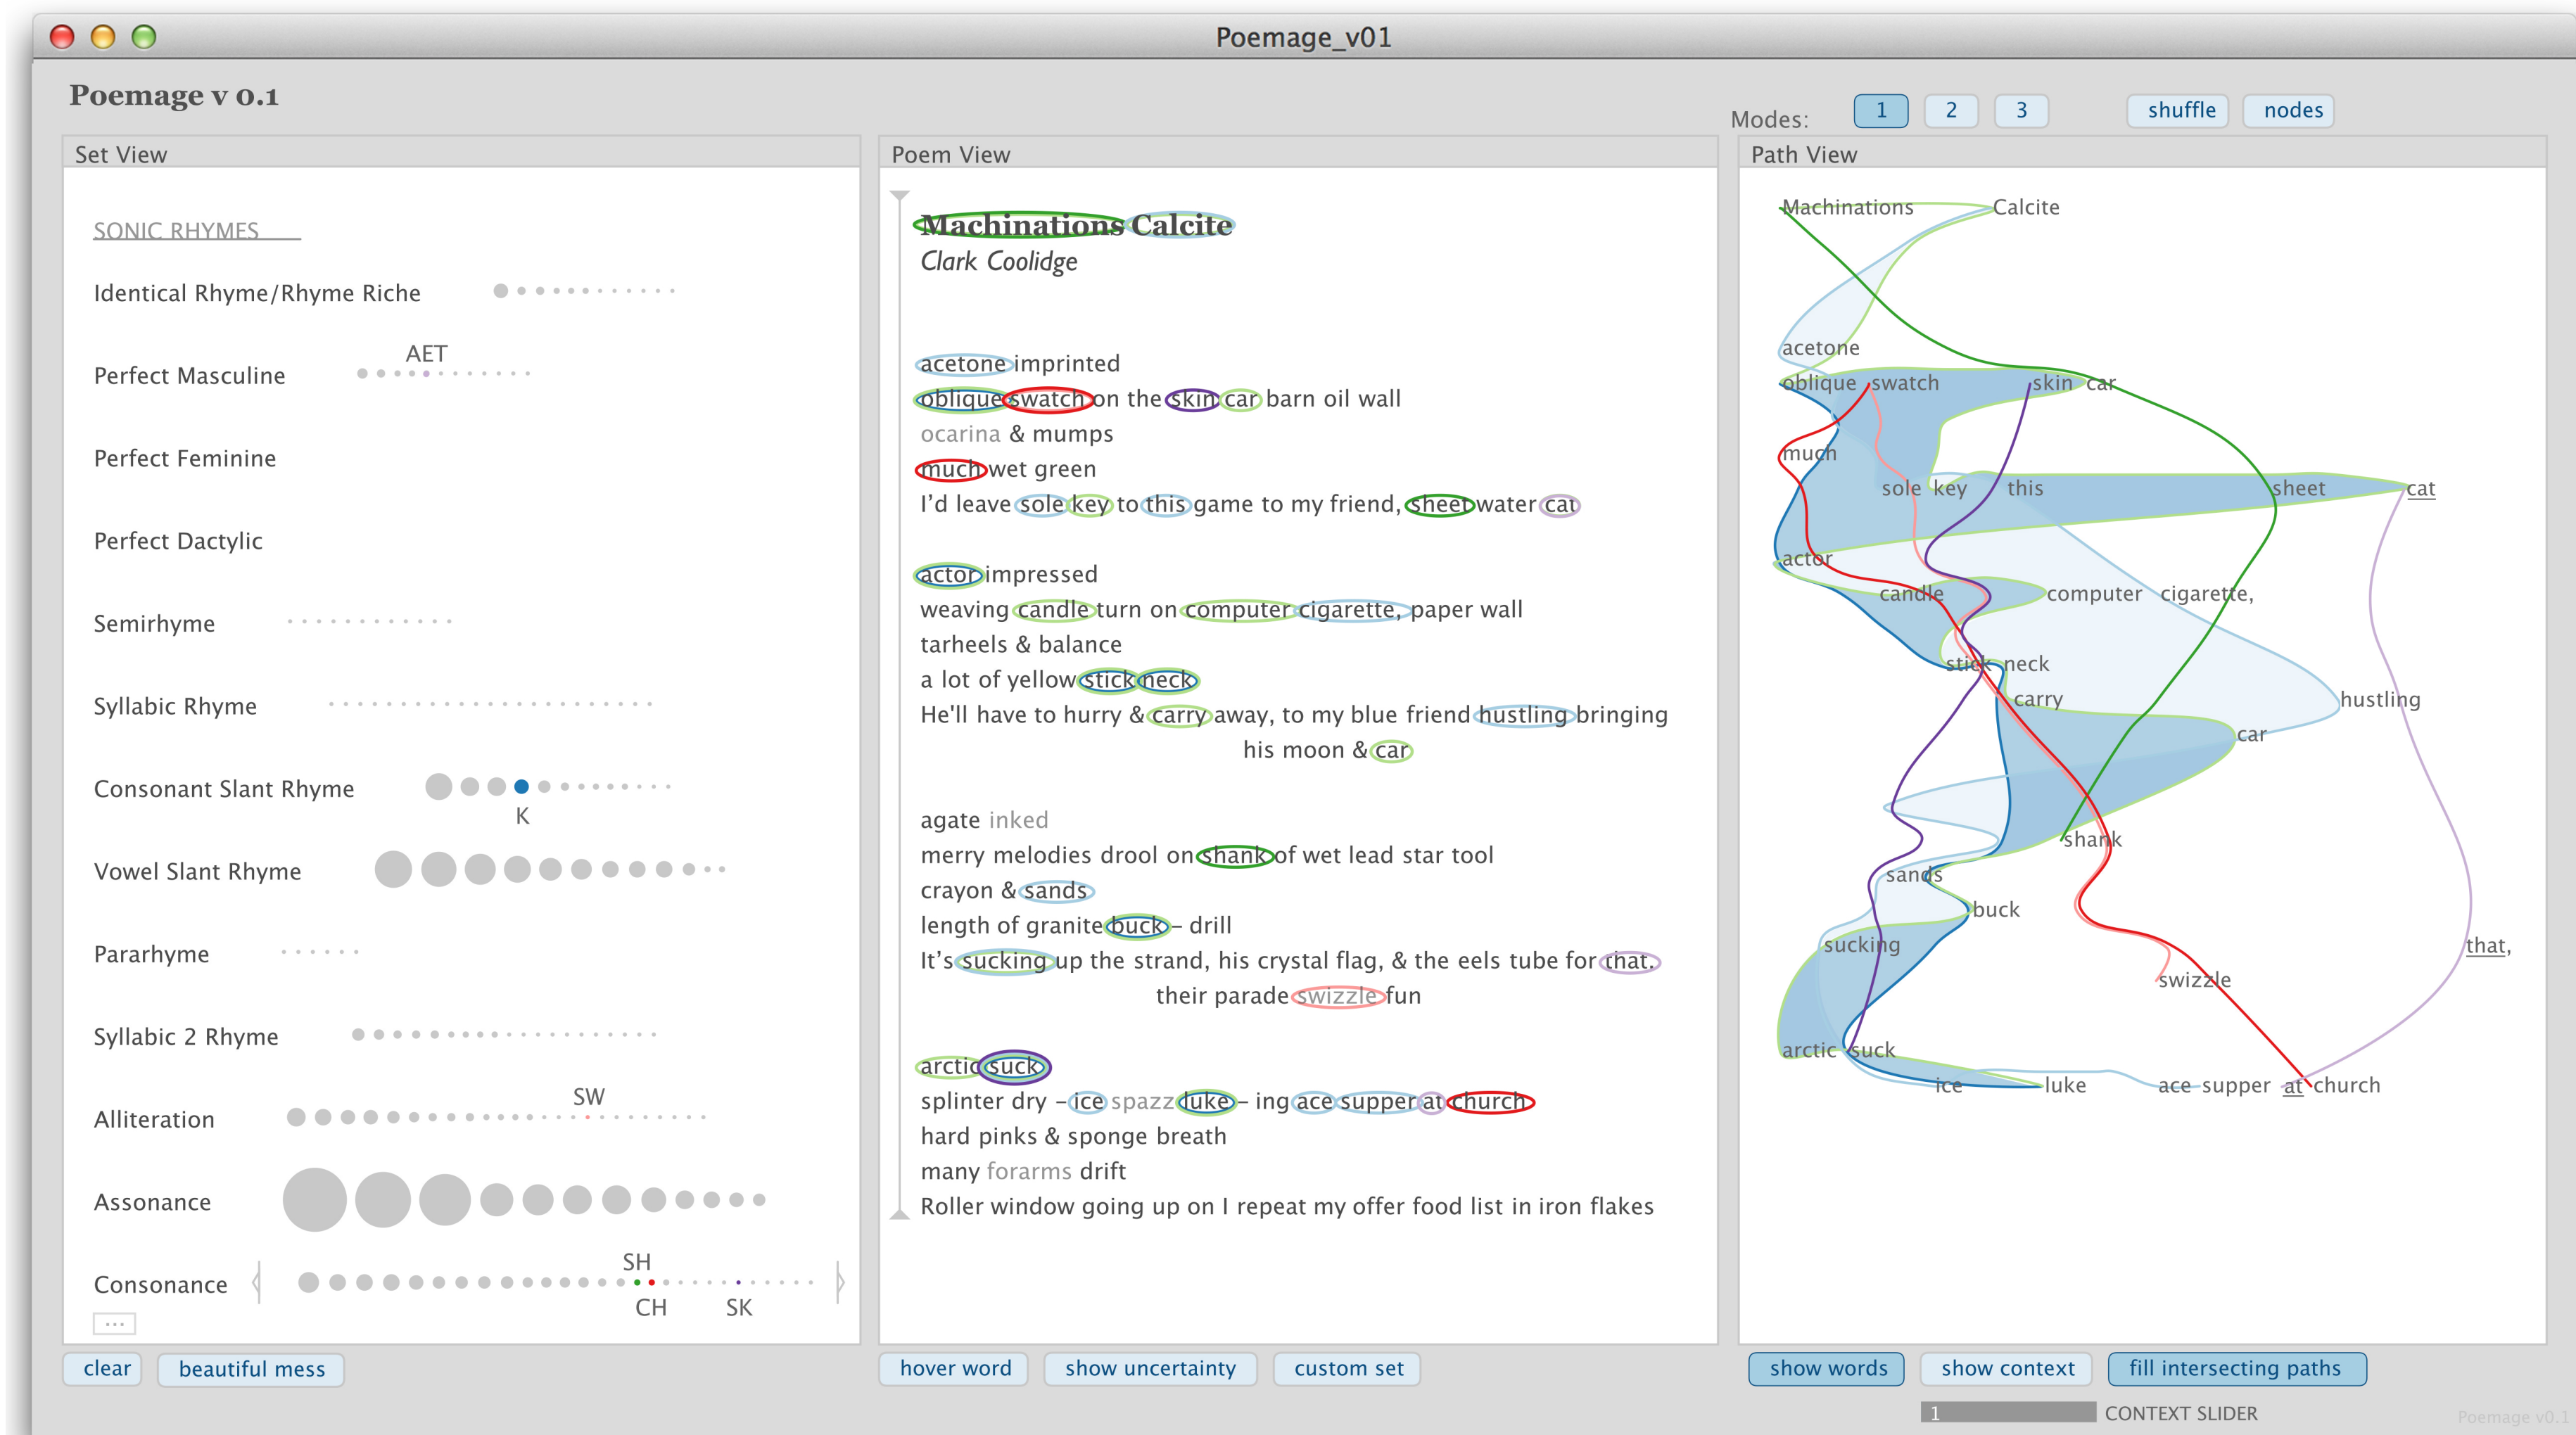 Poemage_v01
Poemage v 0.1
Modes: 1 2 3 shuffle nodes
Set View
SONIC RHYMES
Identical Rhyme/Rhyme Riche
AET
Perfect Masculine
Perfect Feminine
Perfect Dactylic
Semirhyme
Syllabic Rhyme
Consonant Slant Rhyme
K
Vowel Slant Rhyme
Pararhyme
Syllabic 2 Rhyme
SW
Alliteration
Assonance
SH
Consonance
CH SK
...
clear beautiful mess
Poem View
Machinations Calcite
Clark Coolidge
acetone imprinted
oblique swatch on the skin car barn oil wall
ocarina & mumps
much wet green
I'd leave sole key to this game to my friend, sheet water cat
actor impressed
weaving candle turn on computer cigarette, paper wall
tarheels & balance
a lot of yellow stick neck
He'll have to hurry & carry away, to my blue friend hustling bringing
his moon & car
agate inked
merry melodies drool on shank of wet lead star tool
crayon & sands
length of granite buck – drill
It's sucking up the strand, his crystal flag, & the eels tube for that.
their parade swizzle fun
arctic suck
splinter dry – ice spazz luke – ing ace supper at church
hard pinks & sponge breath
many forarms drift
Roller window going up on I repeat my offer food list in iron flakes
hover word show uncertainty custom set
Path View
Machinations Calcite
acetone
oblique swatch skin car
much
sole key this sheet cat
actor
candle computer cigarette,
stick neck
carry hustling
car
shank
sands
buck
sucking that,
swizzle
arctic suck
ice luke ace supper at church
show words show context fill intersecting paths
1 CONTEXT SLIDER
Poemage v0.1